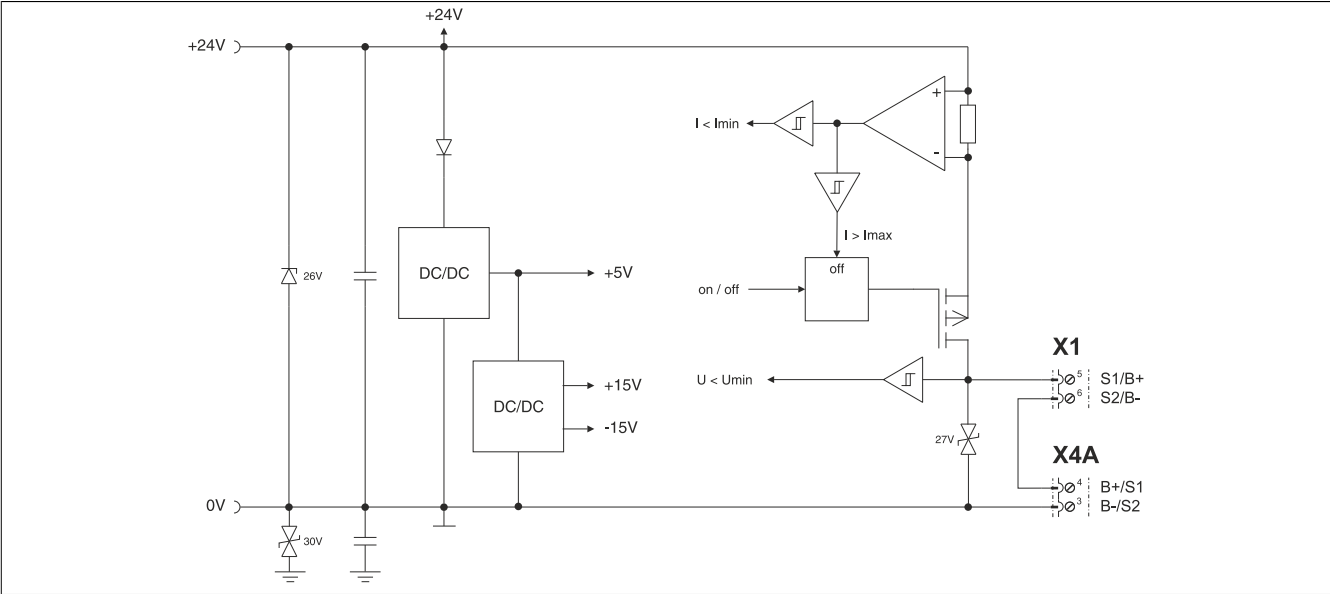 +24V
+24V
+
-
I < Imin
I > Imax
off
on / off
26V
DC/DC
+5V
DC/DC
+15V
-15V
U < Umin
27V
X1
5 S1/B+
6 S2/B-
X4A
4 B+/S1
3 B-/S2
0V
30V